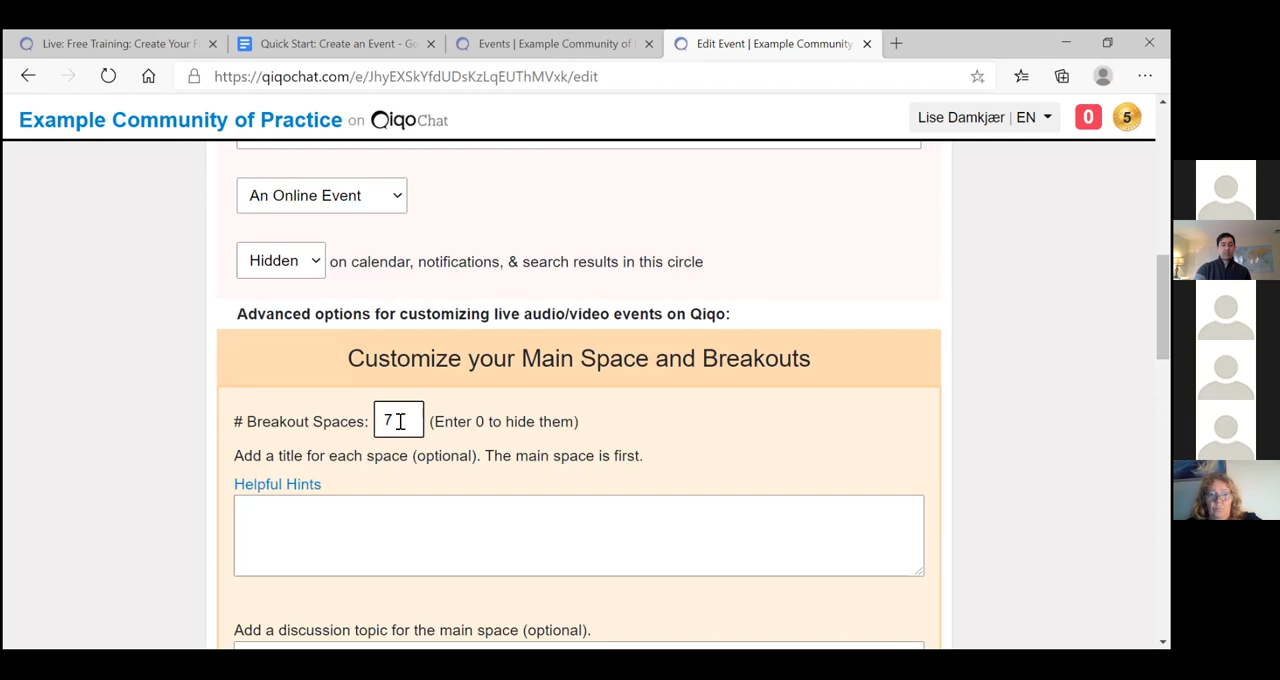 Live: Free Training: Create Your F
Quick Start: Create an Event - Go
Events | Example Community of
Edit Event | Example Community
https://qiqochat.com/e/JhyEXSkYfdUDsKzLqEUThMVxk/edit
Example Community of Practice on QiqoChat
Lise Damkjær | EN
0
5
An Online Event
Hidden on calendar, notifications, & search results in this circle
Advanced options for customizing live audio/video events on Qiqo:
Customize your Main Space and Breakouts
# Breakout Spaces: 7 (Enter 0 to hide them)
Add a title for each space (optional). The main space is first.
Helpful Hints
Add a discussion topic for the main space (optional).